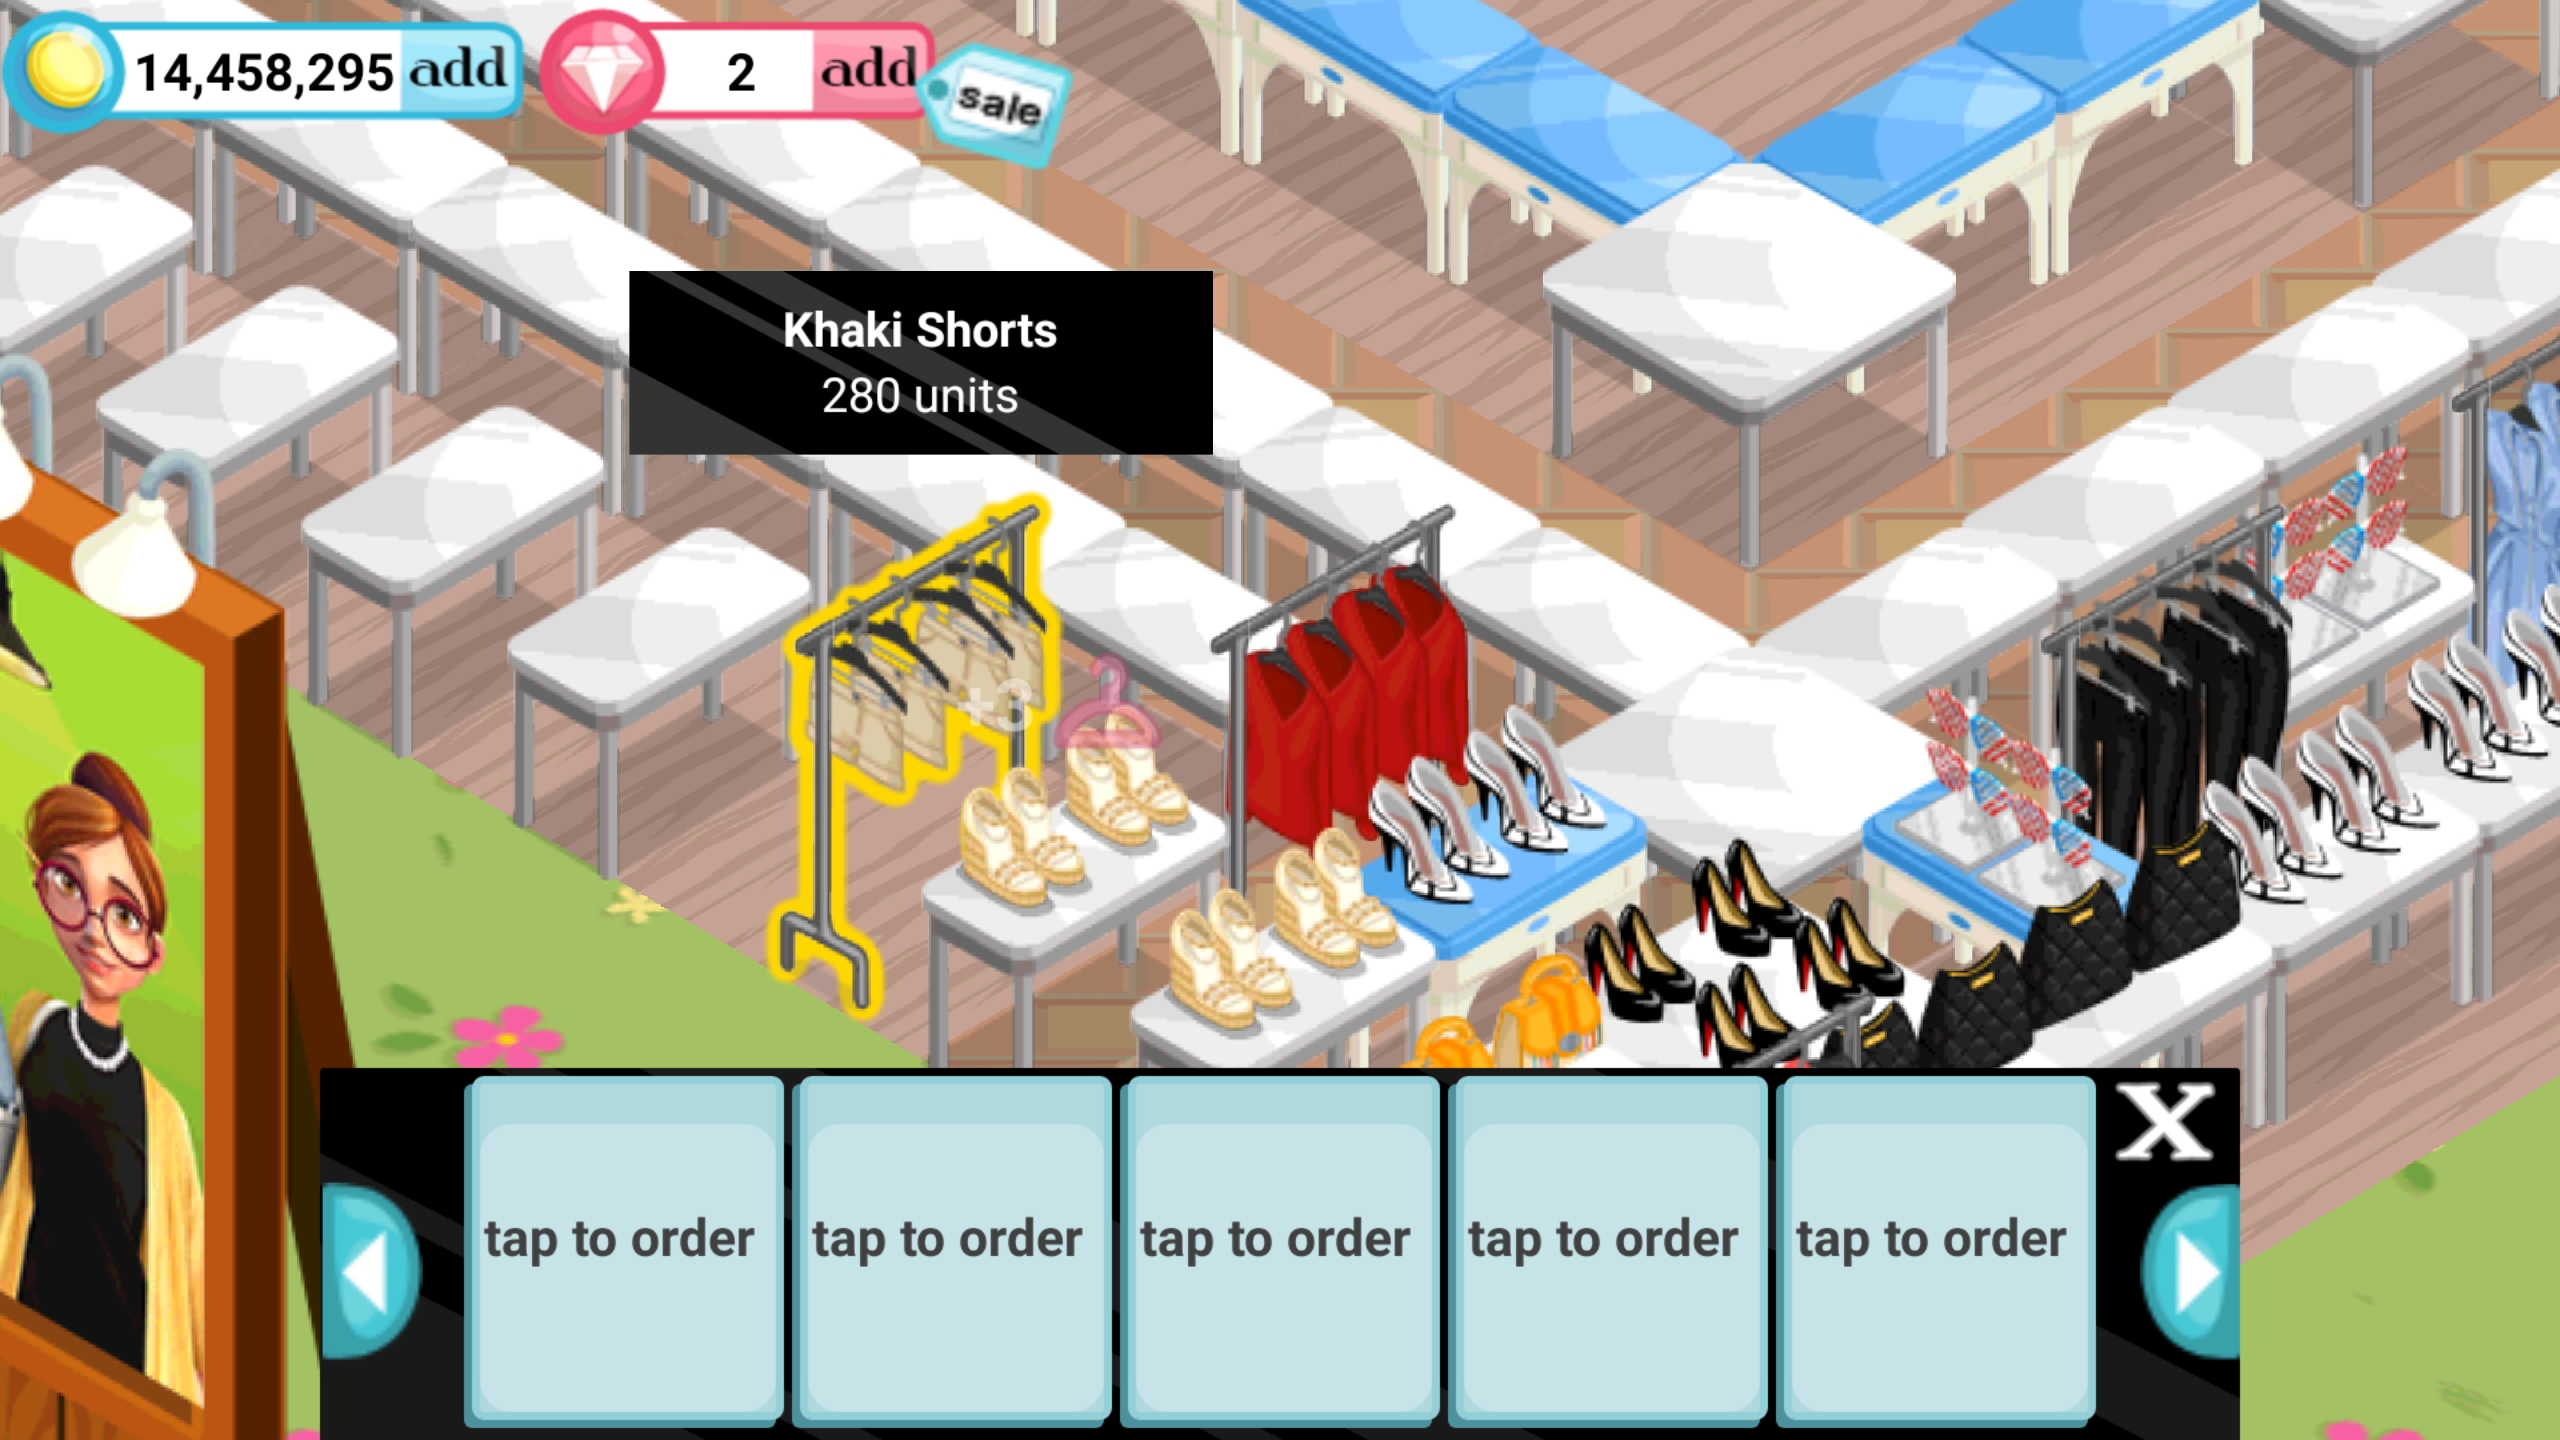 14,458,295 add
2 add
sale
Khaki Shorts
280 units
+3
tap to order
tap to order
tap to order
tap to order
tap to order
X